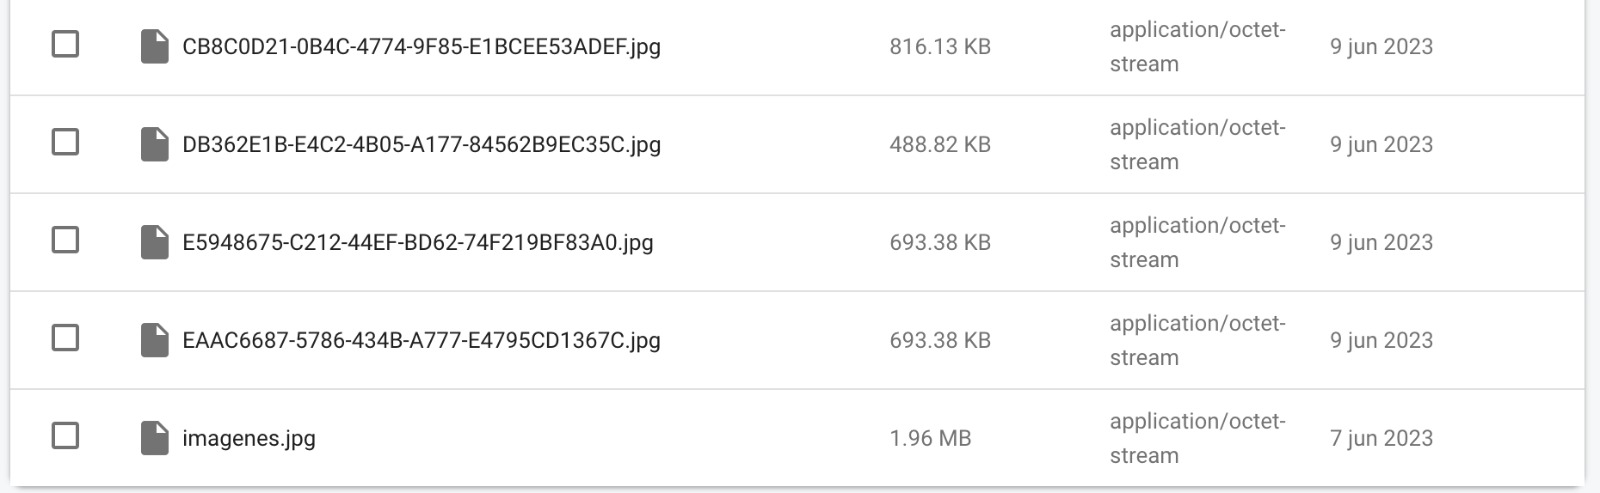 CB8C0D21-0B4C-4774-9F85-E1BCEE53ADEF.jpg 816.13 KB application/octet- 9 jun 2023
stream
DB362E1B-E4C2-4B05-A177-84562B9EC35C.jpg 488.82 KB application/octet- 9 jun 2023
stream
E5948675-C212-44EF-BD62-74F219BF83A0.jpg 693.38 KB application/octet- 9 jun 2023
stream
EAAC6687-5786-434B-A777-E4795CD1367C.jpg 693.38 KB application/octet- 9 jun 2023
stream
imagenes.jpg 1.96 MB application/octet- 7 jun 2023
stream